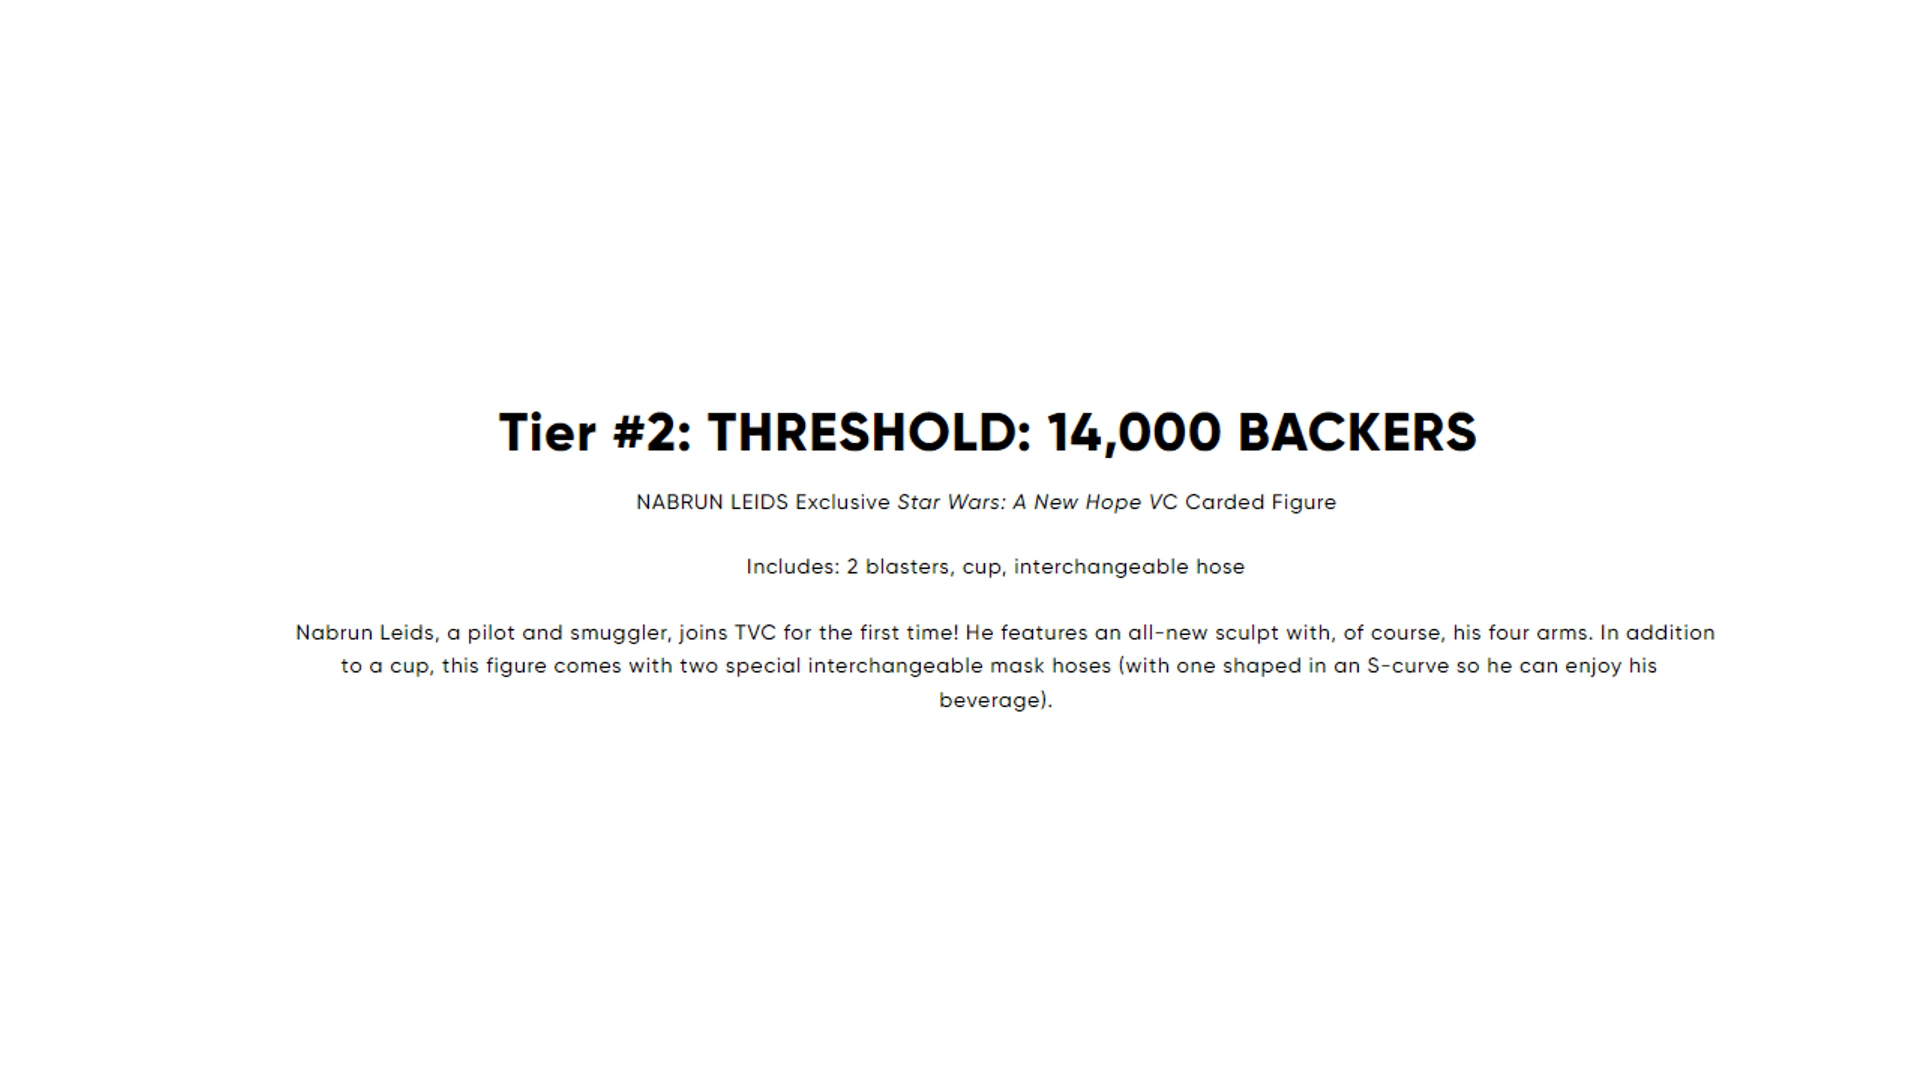 Tier #2: THRESHOLD: 14,000 BACKERS
NABRUN LEIDS Exclusive Star Wars: A New Hope VC Carded Figure
Includes: 2 blasters, cup, interchangeable hose
Nabrun Leids, a pilot and smuggler, joins TVC for the first time! He features an all-new sculpt with, of course, his four arms. In addition
to a cup, this figure comes with two special interchangeable mask hoses (with one shaped in an S-curve so he can enjoy his
beverage).